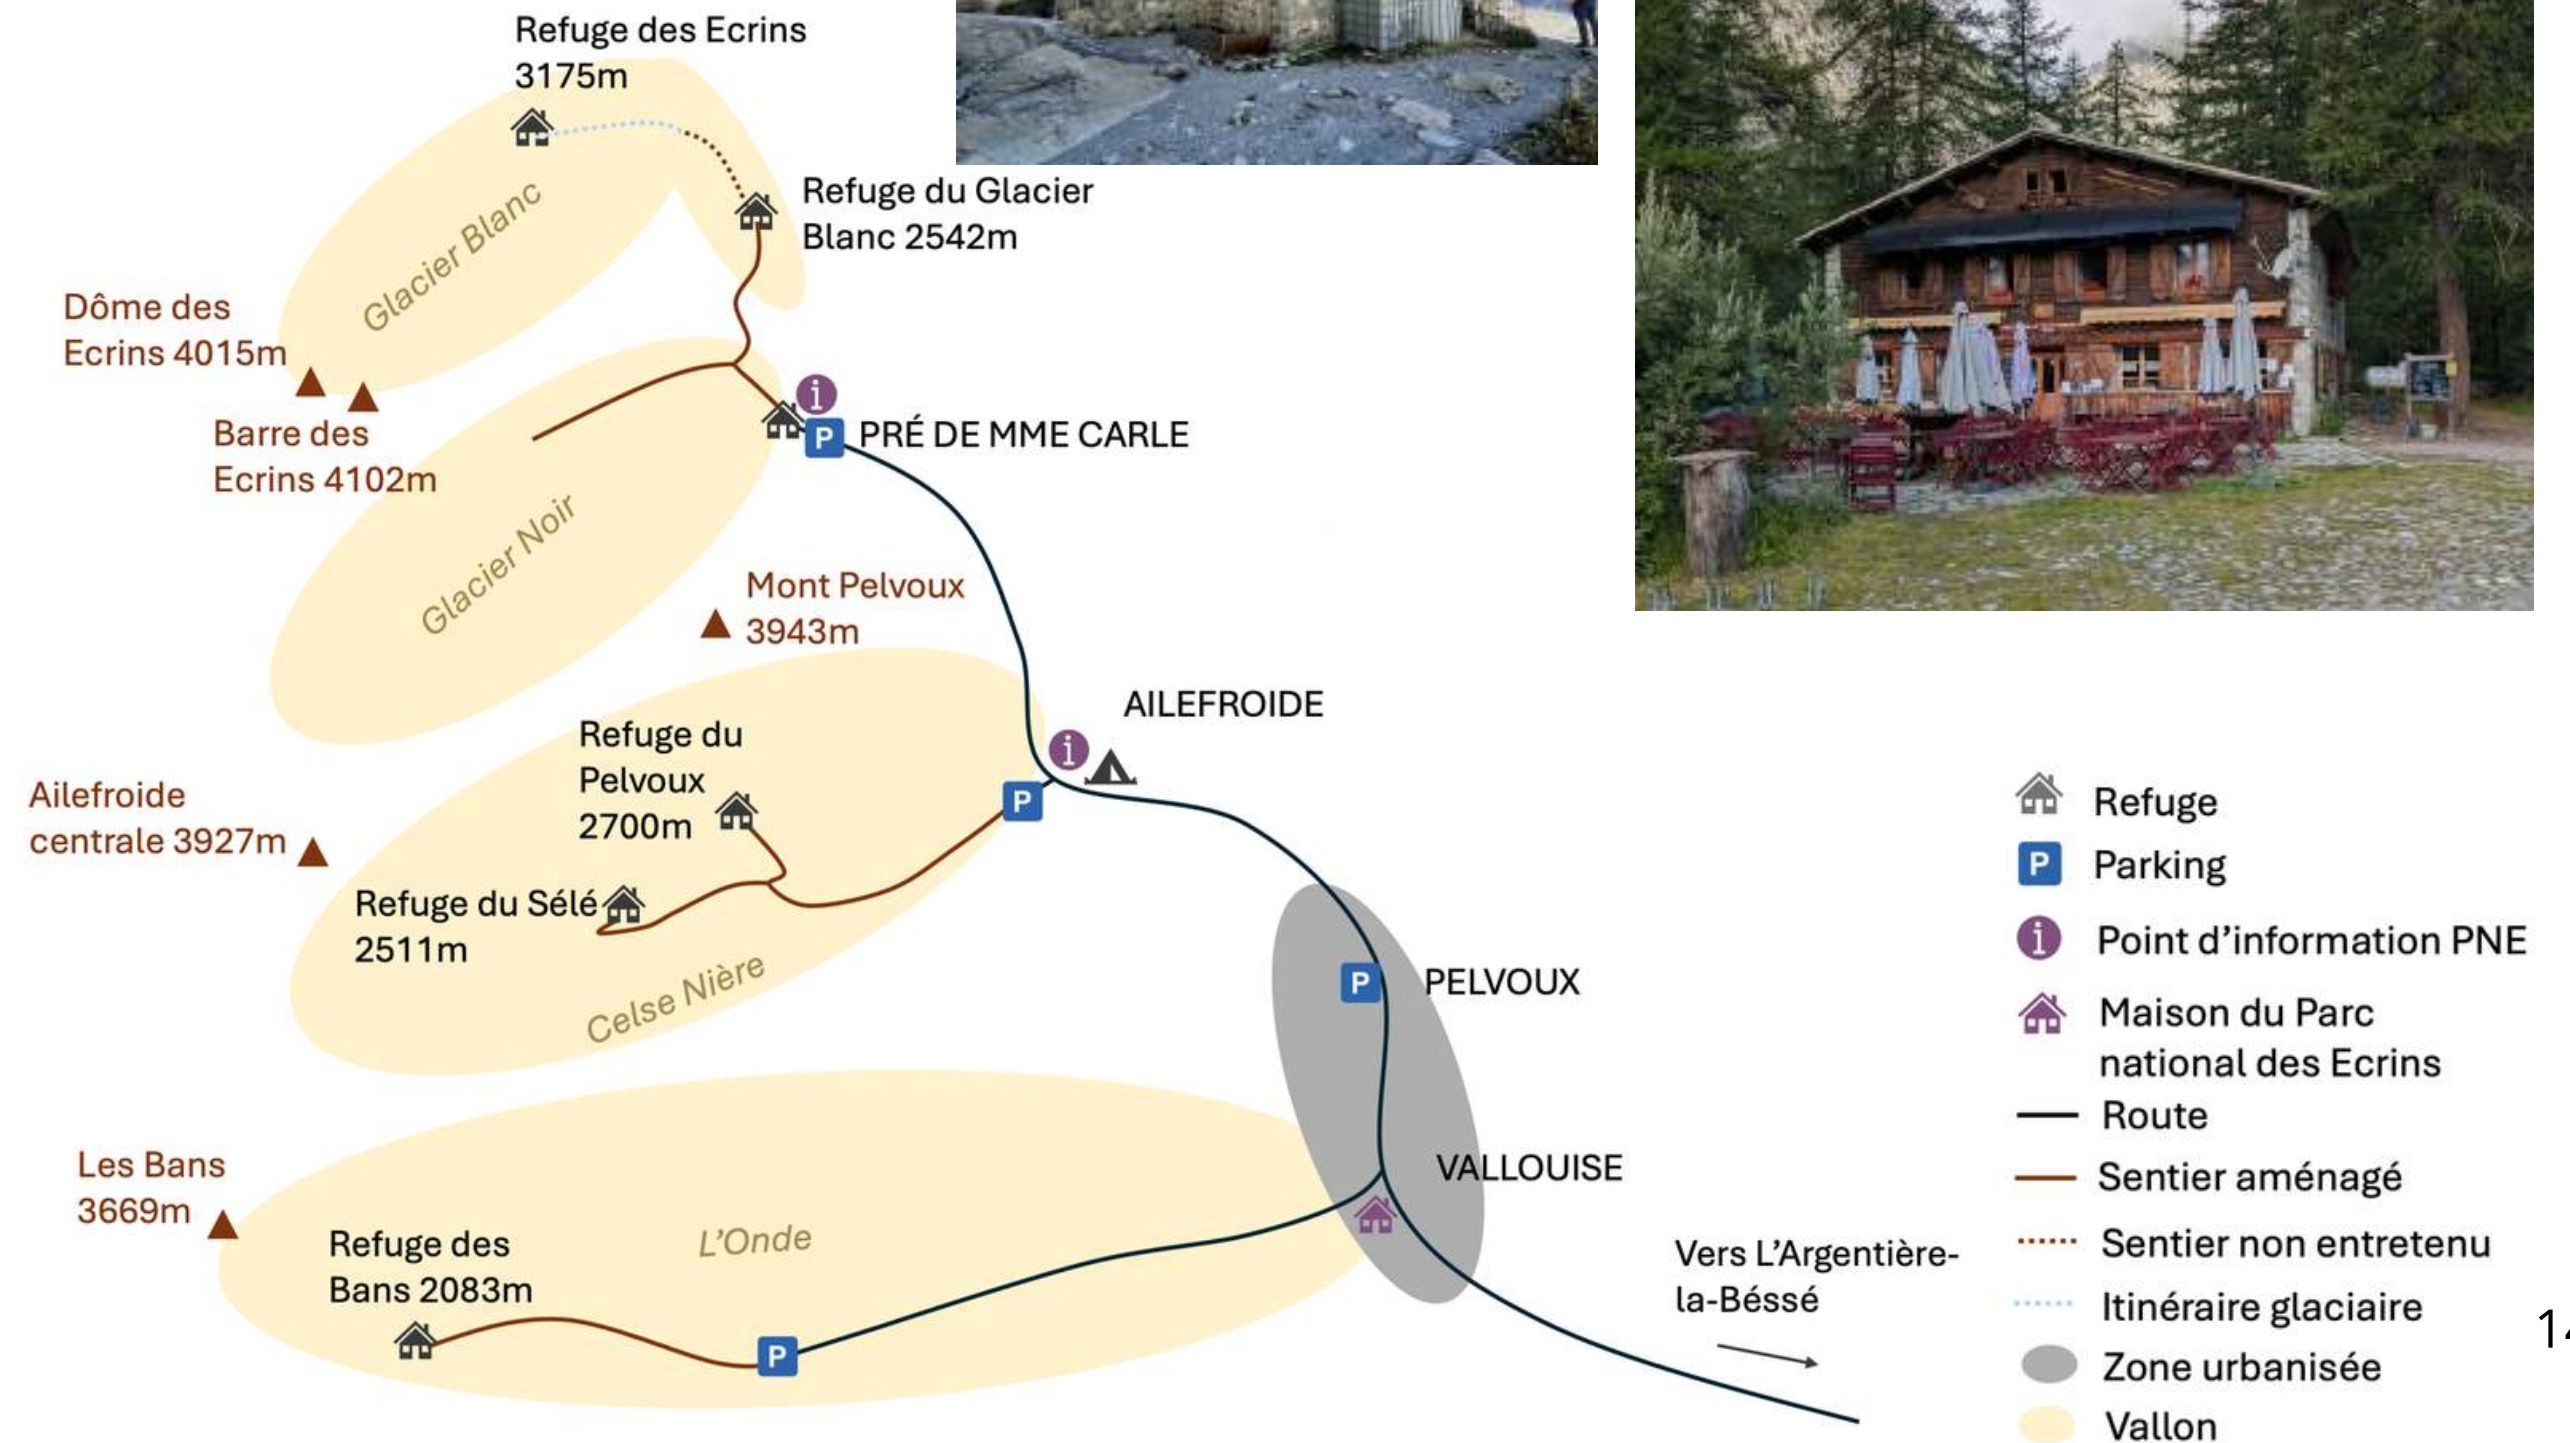 Refuge des Ecrins
3175m
Refuge du Glacier
Blanc 2542m
Glacier Blanc
Dôme des
Ecrins 4015m
Barre des
Ecrins 4102m
i
P
PRÉ DE MME CARLE
Glacier Noir
Mont Pelvoux
3943m
AILEFROIDE
i
P
Refuge du
Pelvoux
2700m
Ailefroide
centrale 3927m
Refuge du Sélé
2511m
Celse Nière
P
PELVOUX
VALLOUISE
Les Bans
3669m
L'Onde
Refuge des
Bans 2083m
P
Vers L'Argentière-
la-Béssé
Refuge
P
Parking
i
Point d'information PNE
Maison du Parc
national des Ecrins
Route
Sentier aménagé
Sentier non entretenu
Itinéraire glaciaire
Zone urbanisée
Vallon